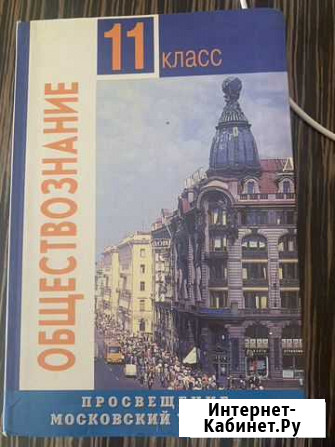 11 класс
ОБЩЕСТВОЗНАНИЕ
ПРОСВЕЩЕНИЕ
МОСКОВСКИЙ
Интернет-
Кабинет.Ру